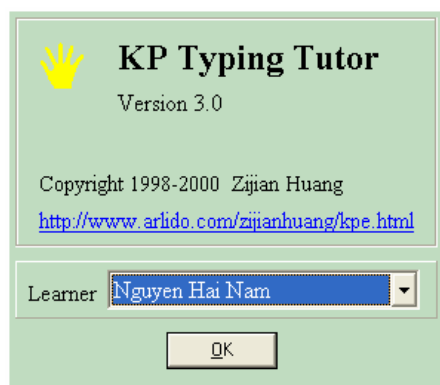 KP Typing Tutor
Version 3.0
Copyright 1998-2000 Zijian Huang
http://www.arlido.com/zijianhuang/kpe.html
Learner Nguyen Hai Nam
OK